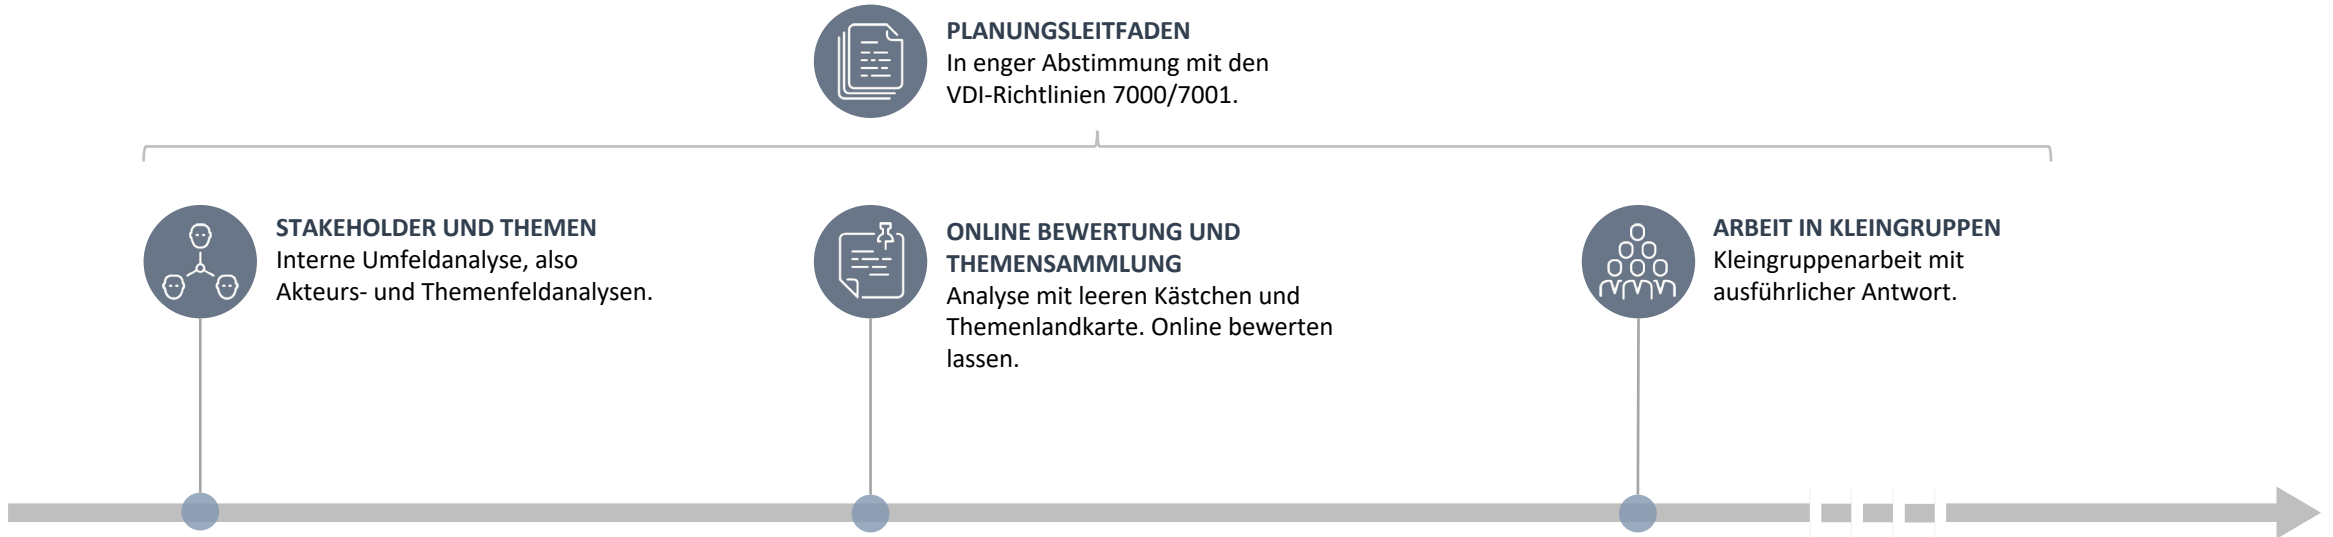 PLANUNGSLEITFADEN
In enger Abstimmung mit den
VDI-Richtlinien 7000/7001.
STAKEHOLDER UND THEMEN
Interne Umfeldanalyse, also
Akteurs- und Themenfeldanalysen.
ONLINE BEWERTUNG UND
THEMENSAMMLUNG
Analyse mit leeren Kästchen und
Themenlandkarte. Online bewerten
lassen.
ARBEIT IN KLEINGRUPPEN
Kleingruppenarbeit mit
ausführlicher Antwort.